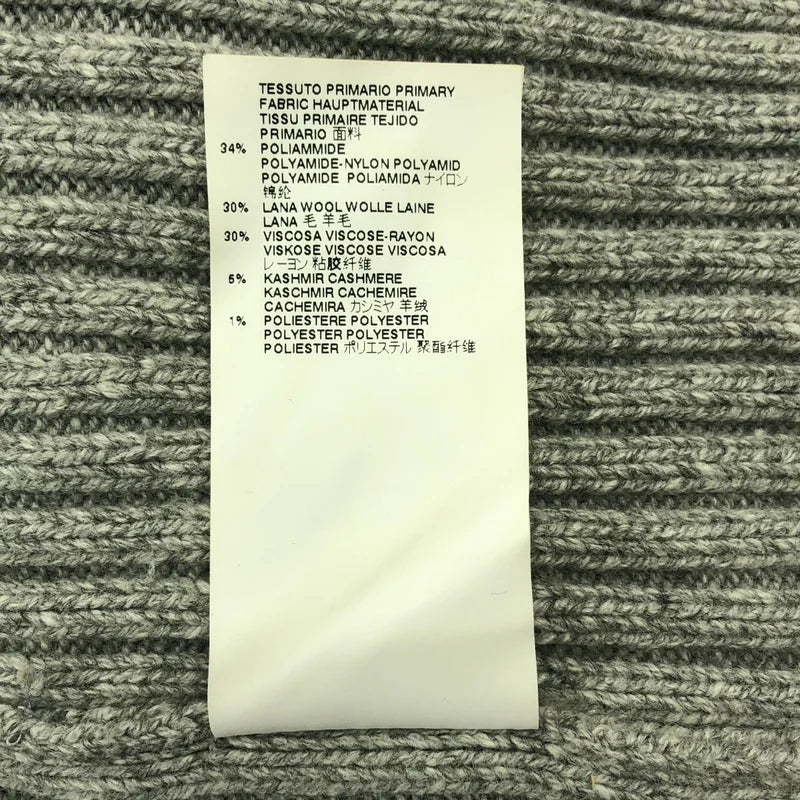 TESSUTO PRIMARIO PRIMARY
FABRIC HAUPTMATERIAL
TISSU PRIMAIRE TEJIDO
PRIMARIO 面料
34% POLIAMMIDE
POLYAMIDE-NYLON POLYAMID
POLYAMIDE POLIAMIDA ナイロン
锦纶
30% LANA WOOL WOLLE LAINE
LANA 毛 羊毛
30% VISCOSA VISCOSE-RAYON
VISKOSE VISCOSE VISCOSA
レーヨン 粘胶纤维
5% KASHMIR CASHMERE
KASCHMIR CACHEMIRE
CACHEMIRA カシミヤ 羊绒
1% POLIESTERE POLYESTER
POLYESTER POLYESTER
POLIESTER ポリエステル 聚酯纤维